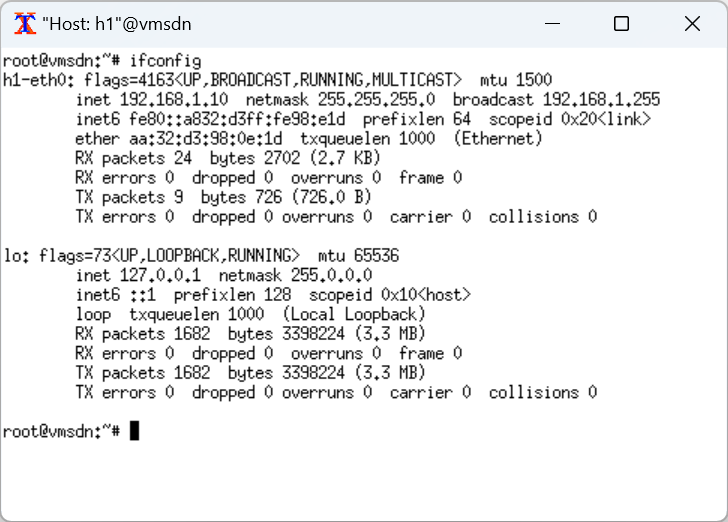 "Host: h1"@vmsdn
root@vmsdn:~# ifconfig
h1-eth0: flags=4163<UP,BROADCAST,RUNNING,MULTICAST>  mtu 1500
        inet 192.168.1.10  netmask 255.255.255.0  broadcast 192.168.1.255
        inet6 fe80::a832:d3ff:fe98:e1d  prefixlen 64  scopeid 0x20<link>
        ether aa:32:d3:98:0e:1d  txqueuelen 1000  (Ethernet)
        RX packets 24  bytes 2702 (2.7 KB)
        RX errors 0  dropped 0  overruns 0  frame 0
        TX packets 9  bytes 726 (726.0 B)
        TX errors 0  dropped 0 overruns 0  carrier 0  collisions 0
lo: flags=73<UP,LOOPBACK,RUNNING>  mtu 65536
        inet 127.0.0.1  netmask 255.0.0.0
        inet6 ::1  prefixlen 128  scopeid 0x10<host>
        loop  txqueuelen 1000  (Local Loopback)
        RX packets 1682  bytes 3398224 (3.3 MB)
        RX errors 0  dropped 0  overruns 0  frame 0
        TX packets 1682  bytes 3398224 (3.3 MB)
        TX errors 0  dropped 0 overruns 0  carrier 0  collisions 0
root@vmsdn:~#